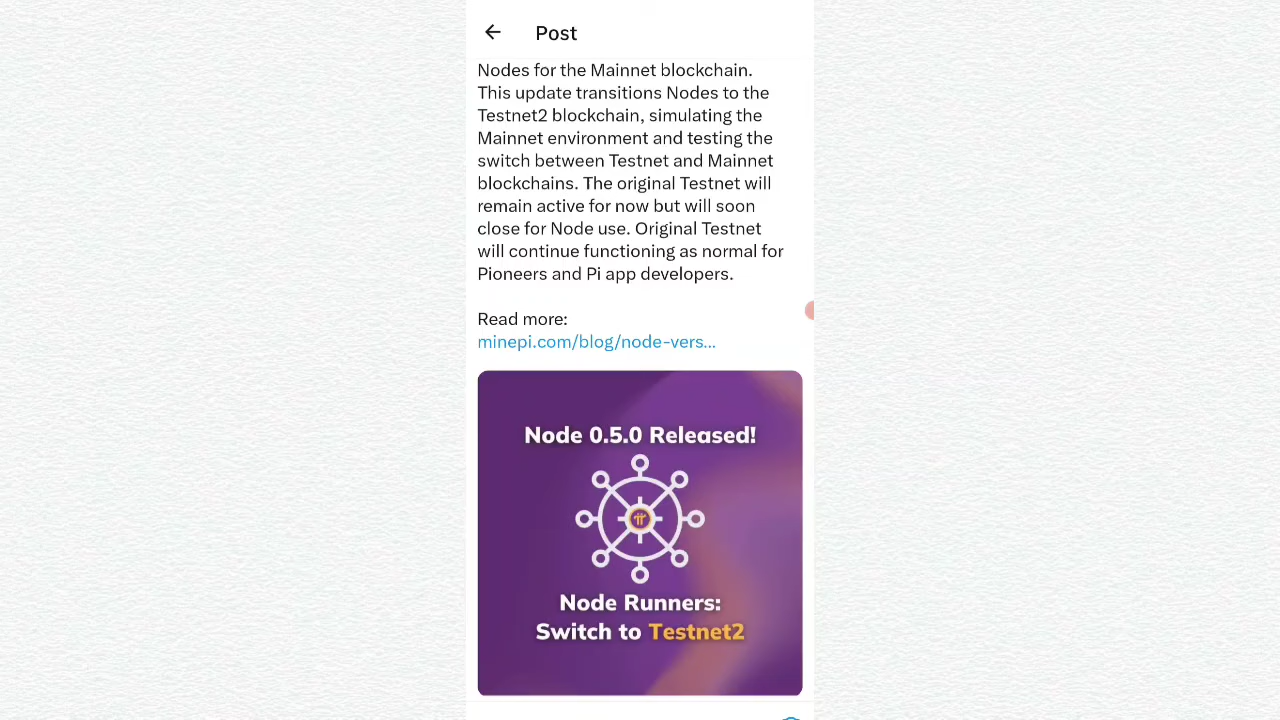 Post
Nodes for the Mainnet blockchain.
This update transitions Nodes to the
Testnet2 blockchain, simulating the
Mainnet environment and testing the
switch between Testnet and Mainnet
blockchains. The original Testnet will
remain active for now but will soon
close for Node use. Original Testnet
will continue functioning as normal for
Pioneers and Pi app developers.
Read more:
minepi.com/blog/node-vers...
Node 0.5.0 Released!
Node Runners:
Switch to Testnet2